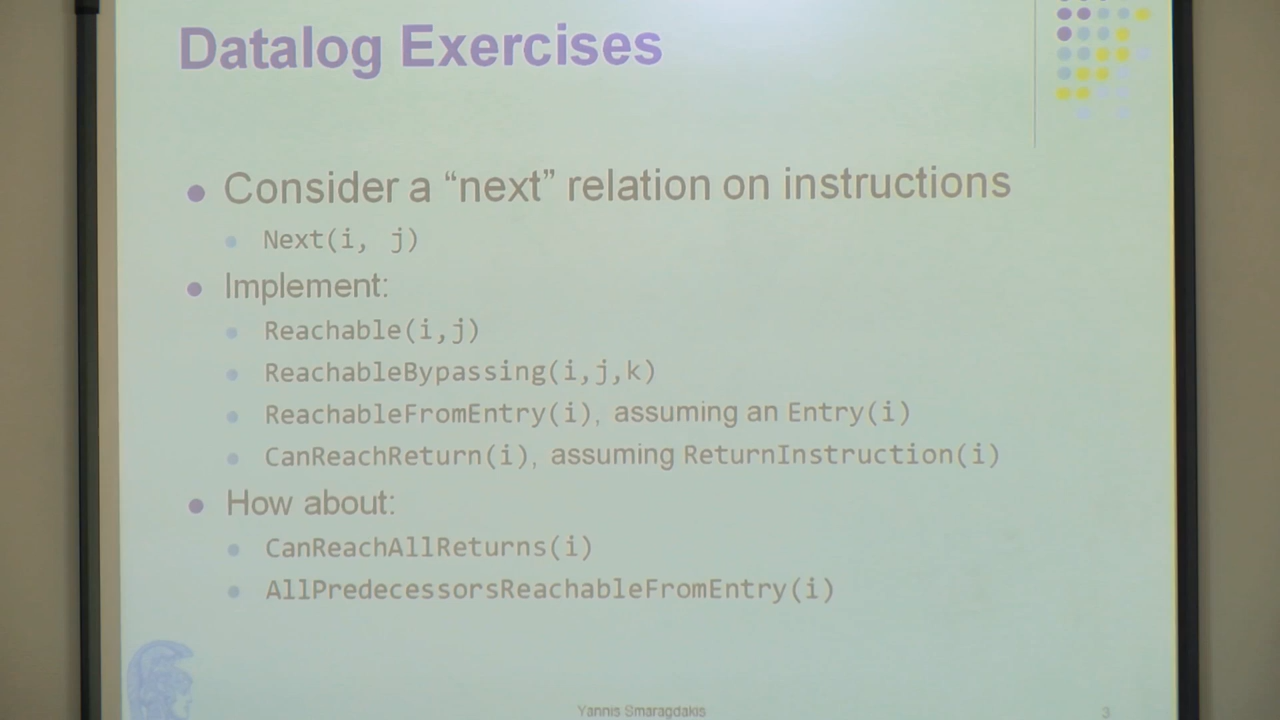 Datalog Exercises
Consider a “next” relation on instructions
Next(i, j)
Implement:
Reachable(i,j)
ReachableBypassing(i,j,k)
ReachableFromEntry(i), assuming an Entry(i)
CanReachReturn(i), assuming ReturnInstruction(i)
How about:
CanReachAllReturns(i)
AllPredecessorsReachableFromEntry(i)
Yannis Smaragdakis
3